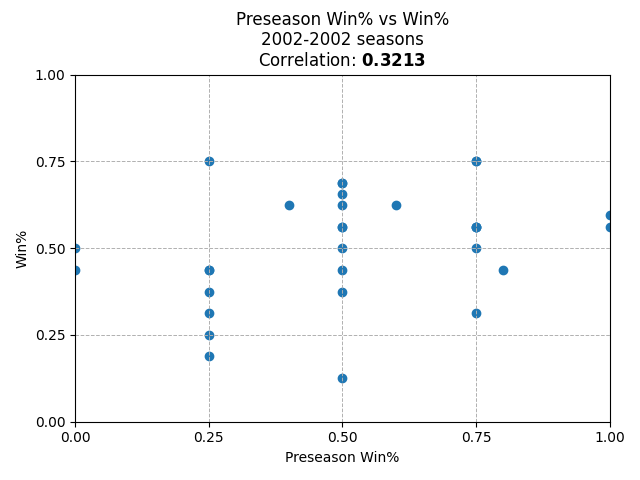 Preseason Win% vs Win%
2002-2002 seasons
Correlation: 0.3213
1.00
0.75
0.50
0.25
0.00
Win%
0.00 0.25 0.50 0.75 1.00
Preseason Win%